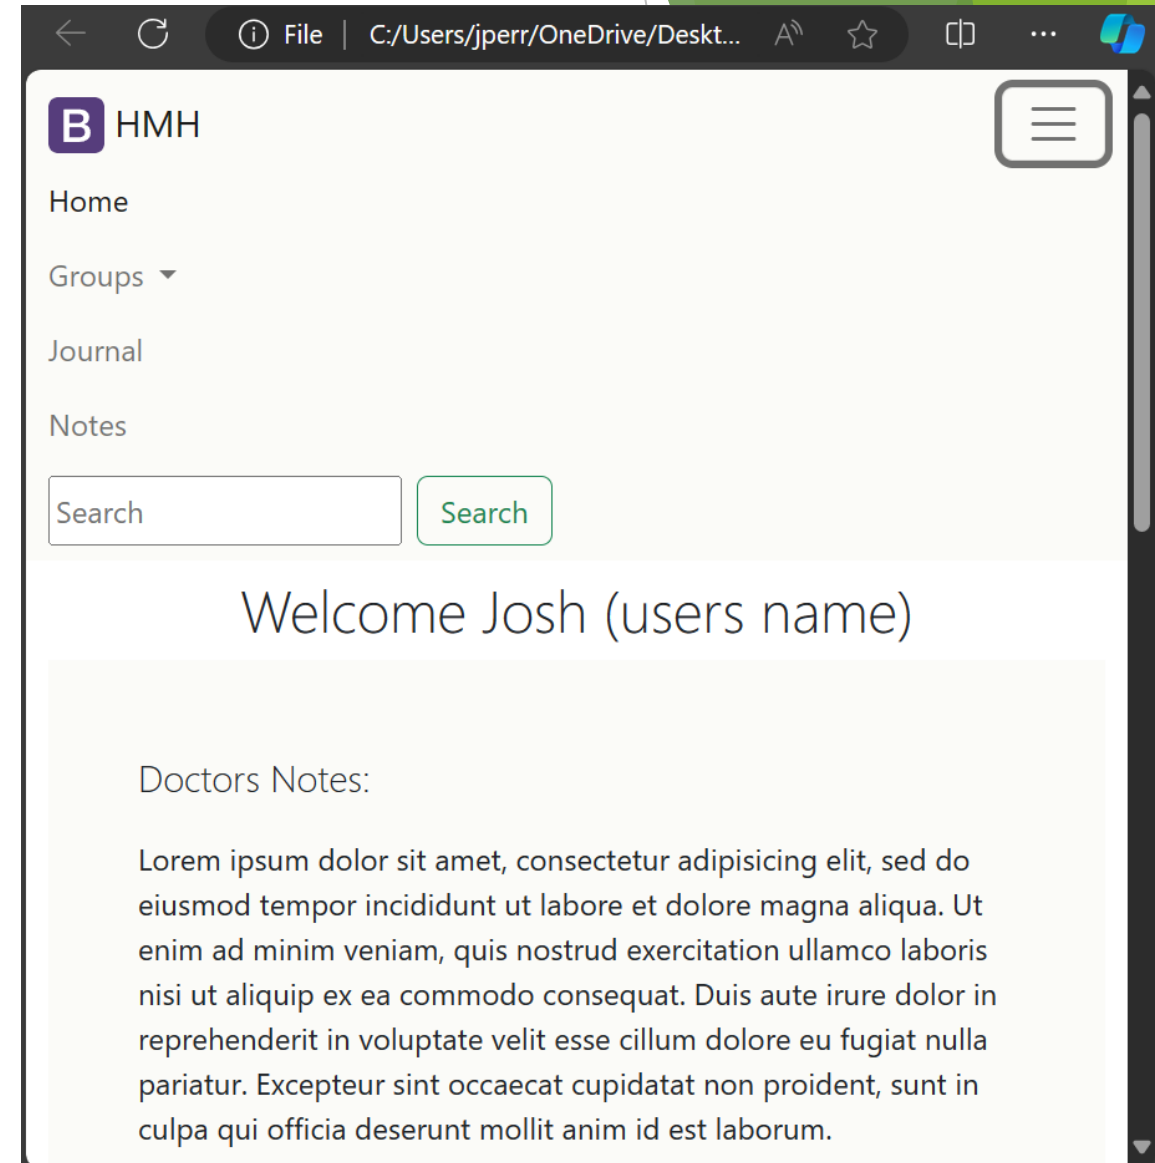 File | C:/Users/jperr/OneDrive/Deskt... A
B HMH
Home
Groups
Journal
Notes
Search Search
Welcome Josh (users name)
Doctors Notes:
Lorem ipsum dolor sit amet, consectetur adipisicing elit, sed do
eiusmod tempor incididunt ut labore et dolore magna aliqua. Ut
enim ad minim veniam, quis nostrud exercitation ullamco laboris
nisi ut aliquip ex ea commodo consequat. Duis aute irure dolor in
reprehenderit in voluptate velit esse cillum dolore eu fugiat nulla
pariatur. Excepteur sint occaecat cupidatat non proident, sunt in
culpa qui officia deserunt mollit anim id est laborum.